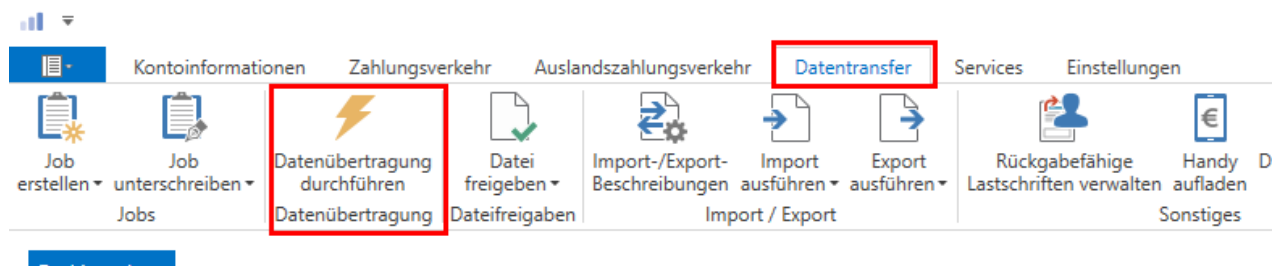 Kontoinformationen Zahlungsverkehr Auslandszahlungsverkehr Datentransfer Services Einstellungen
Job erstellen
Job unterschreiben
Datenübertragung durchführen
Datei freigeben
Import-/Export-Beschreibungen
Import ausführen
Export ausführen
Rückgabefähige Lastschriften verwalten
Handy aufladen
D
Jobs Datenübertragung Dateifreigaben Import / Export Sonstiges